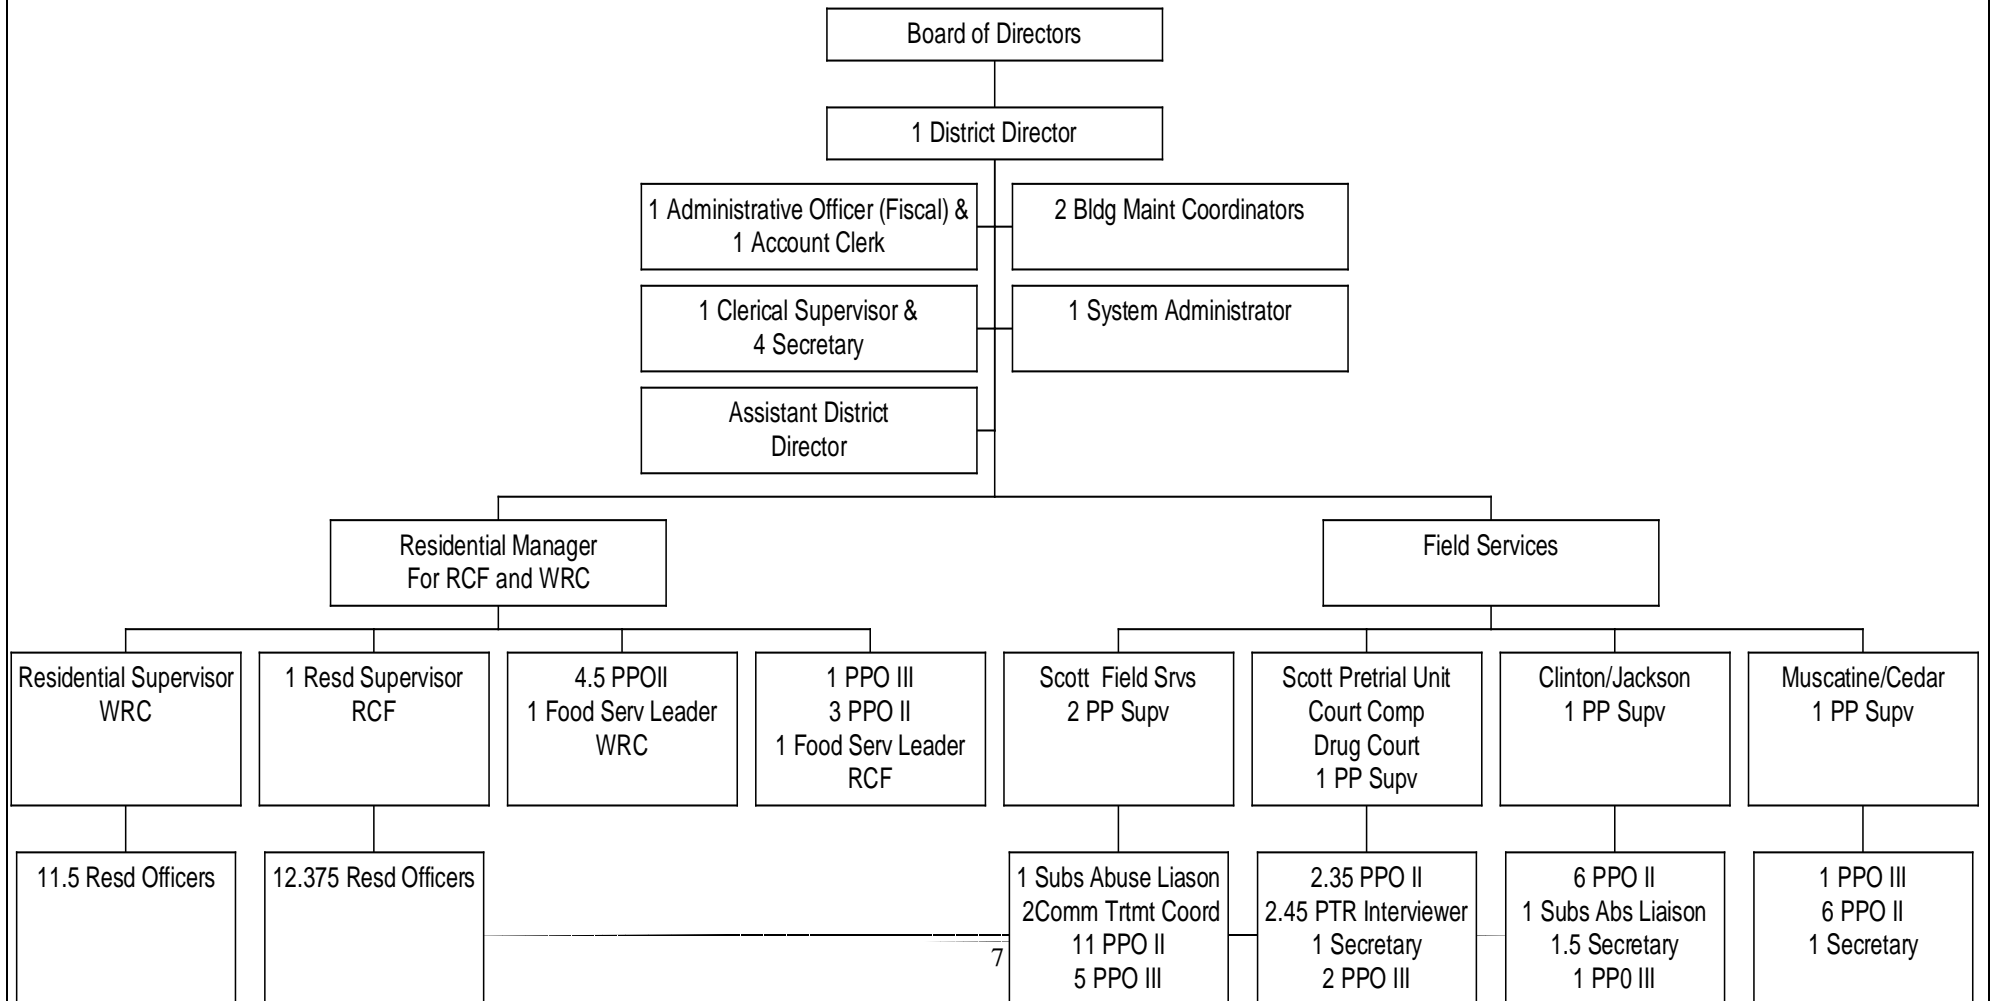 Board of Directors
1 District Director
1 Administrative Officer (Fiscal) &
1 Account Clerk
2 Bldg Maint Coordinators
1 Clerical Supervisor &
4 Secretary
1 System Administrator
Assistant District
Director
Residential Manager
For RCF and WRC
Field Services
Residential Supervisor
WRC
1 Resd Supervisor
RCF
4.5 PPOII
1 Food Serv Leader
WRC
1 PPO III
3 PPO II
1 Food Serv Leader
RCF
Scott Field Srvs
2 PP Supv
Scott Pretrial Unit
Court Comp
Drug Court
1 PP Supv
Clinton/Jackson
1 PP Supv
Muscatine/Cedar
1 PP Supv
11.5 Resd Officers
12.375 Resd Officers
1 Subs Abuse Liason
2Comm Trtmt Coord
11 PPO II
5 PPO III
2.35 PPO II
2.45 PTR Interviewer
1 Secretary
2 PPO III
6 PPO II
1 Subs Abs Liaison
1.5 Secretary
1 PP0 III
1 PPO III
6 PPO II
1 Secretary
7